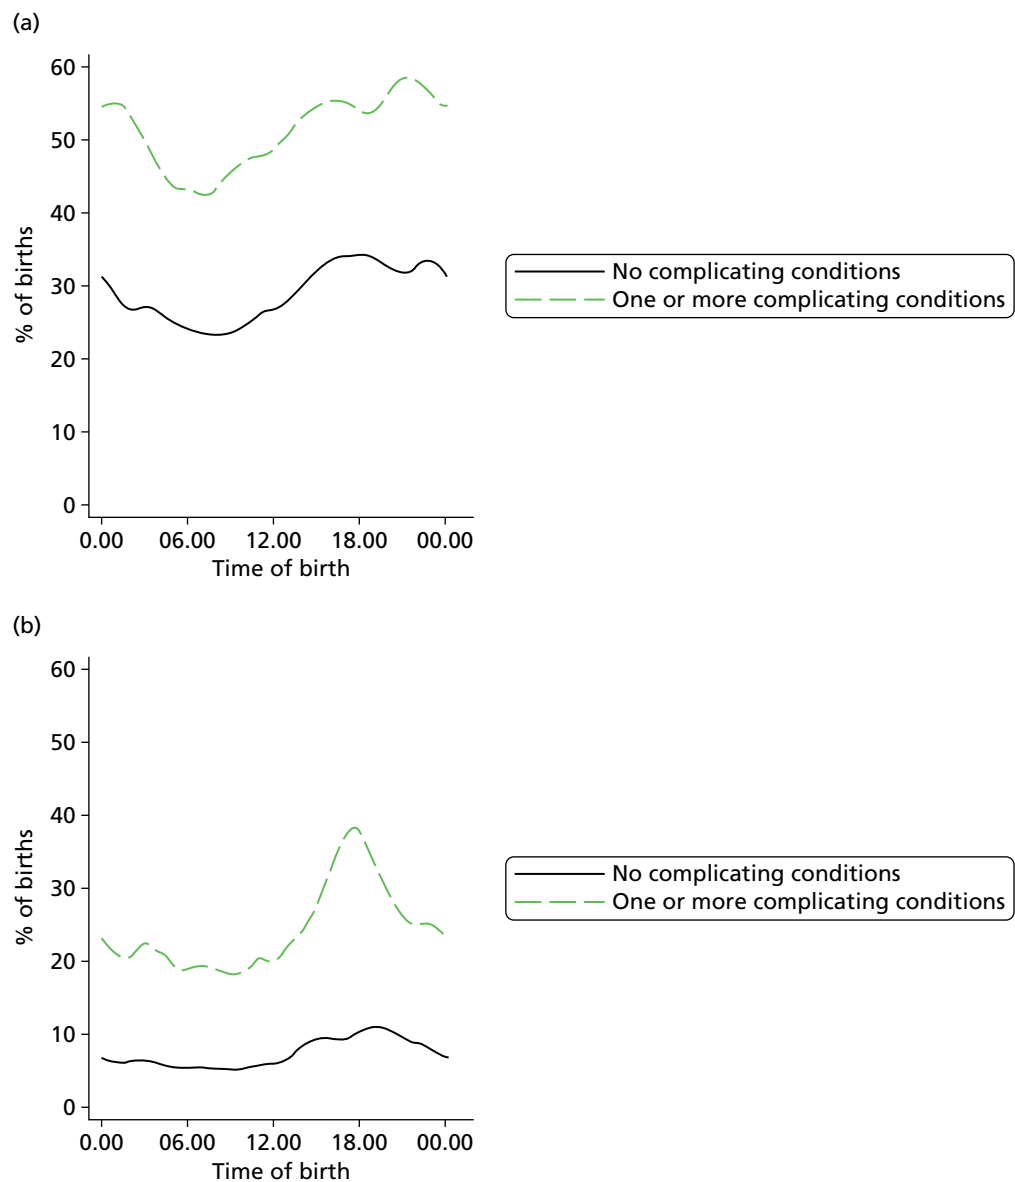 (a)
60
50
40
30
20
10
0
% of births
0.00 06.00 12.00 18.00 00.00
Time of birth
No complicating conditions
One or more complicating conditions
(b)
60
50
40
30
20
10
0
% of births
0.00 06.00 12.00 18.00 00.00
Time of birth
No complicating conditions
One or more complicating conditions